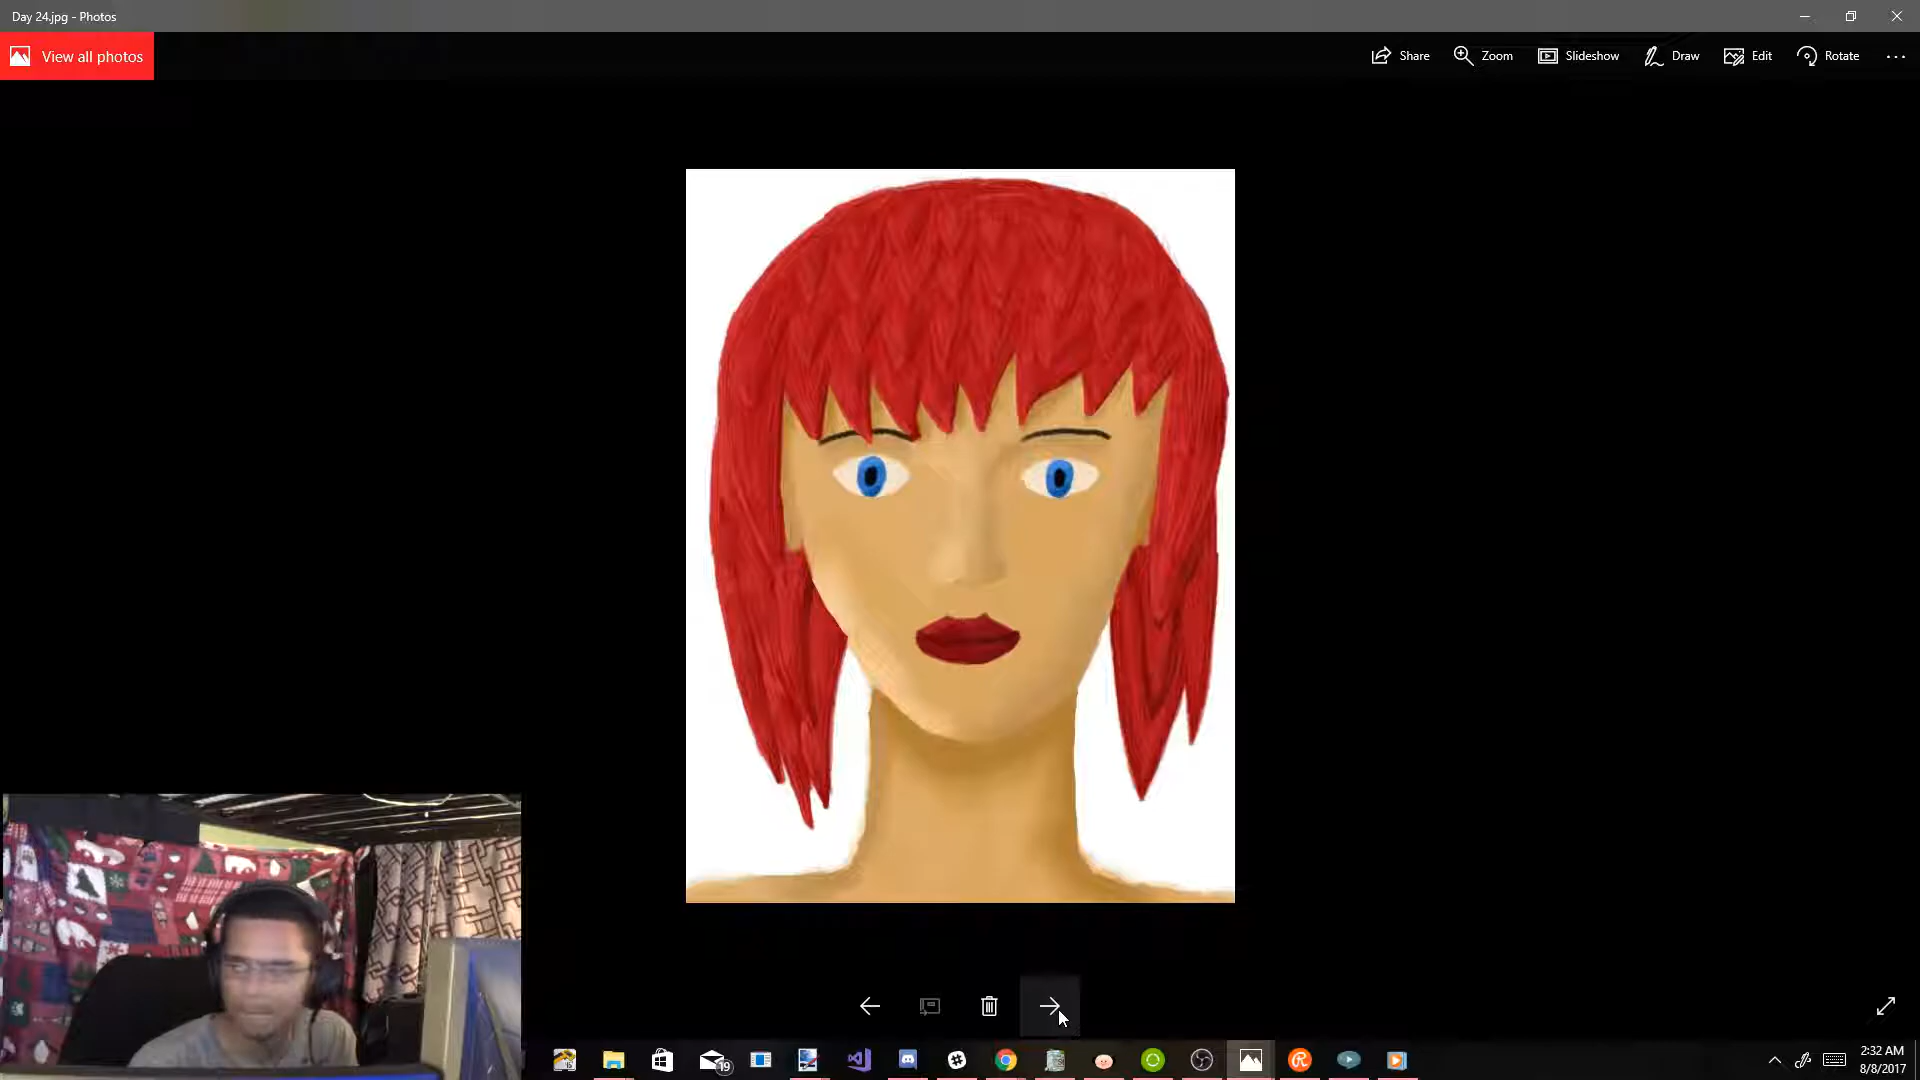 Day 24.jpg - Photos
View all photos
Share
Zoom
Slideshow
Draw
Edit
Rotate
19
2:32 AM
8/8/2017